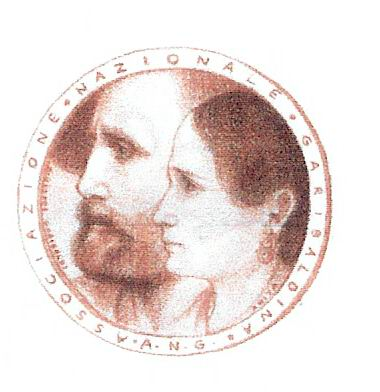 ASSOCIAZIONE • NAZIONALE • GARIBALDINA • A.N.G.